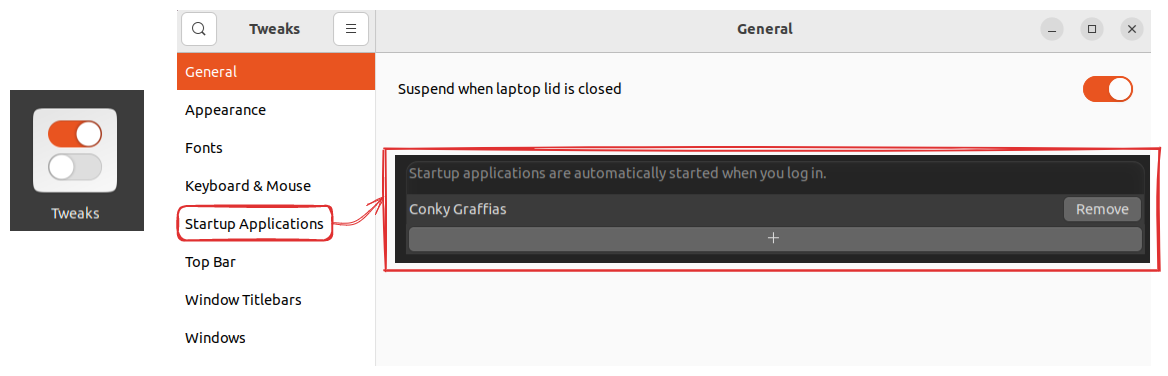 Tweaks
Tweaks
General
General
Appearance
Fonts
Keyboard & Mouse
Startup Applications
Top Bar
Window Titlebars
Windows
Suspend when laptop lid is closed
Startup applications are automatically started when you log in.
Conky Graffias
Remove
+